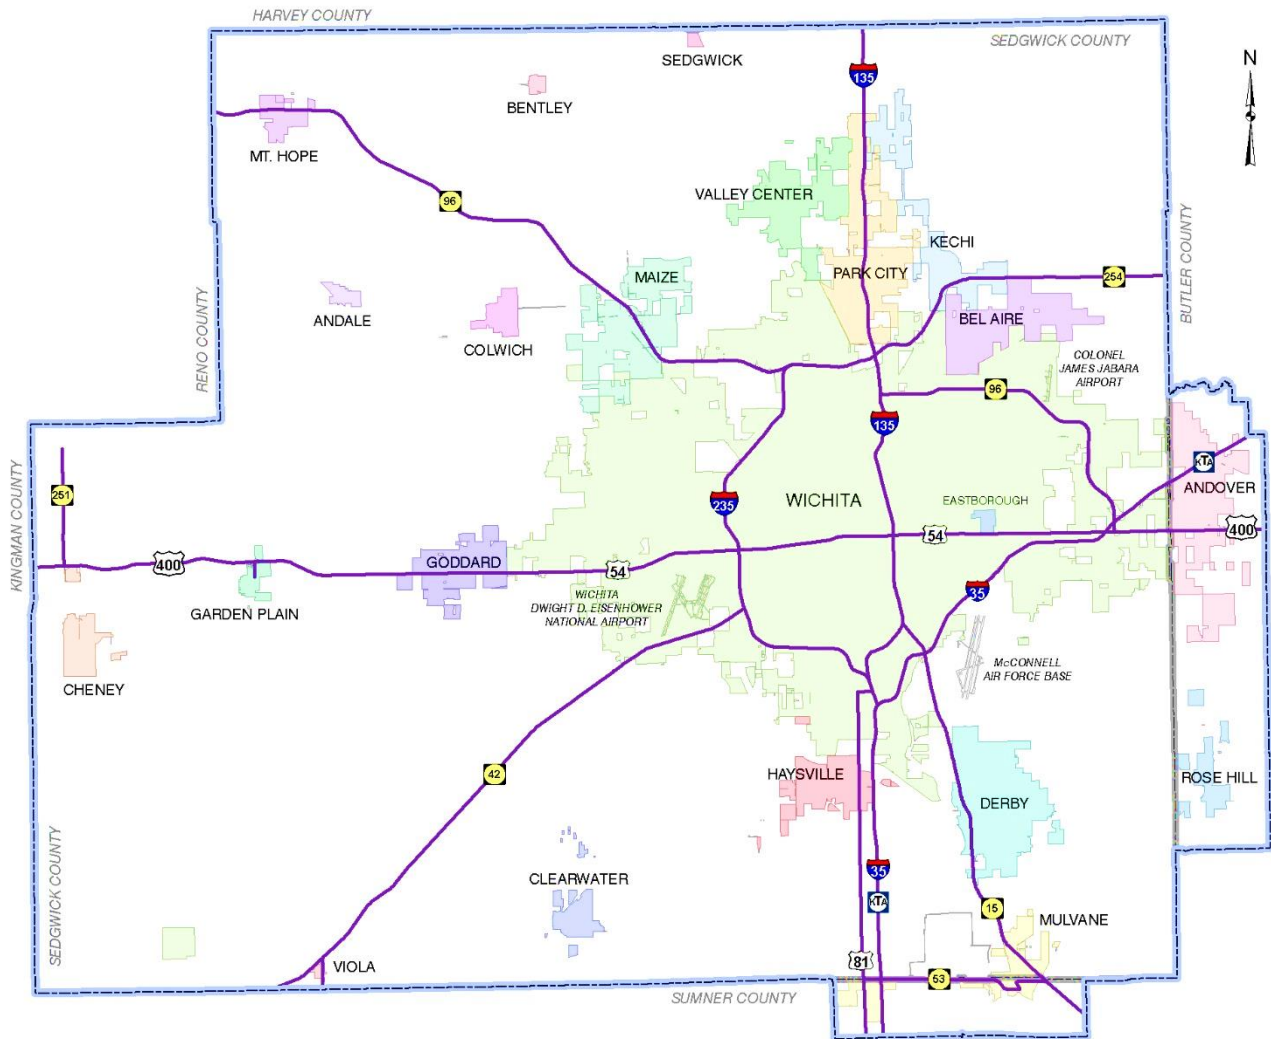 HARVEY COUNTY
SEDGWICK COUNTY
N
SEDGWICK
135
BENTLEY
MT. HOPE
96
VALLEY CENTER
BUTLER COUNTY
KECHI
PARK CITY
254
MAIZE
RENO COUNTY
ANDALE
COLWICH
BEL AIRE
COLONEL
JAMES JABARA
AIRPORT
96
135
KINGMAN COUNTY
251
KTA
ANDOVER
235
WICHITA
EASTBOROUGH
54
400
400
GODDARD
54
GARDEN PLAIN
WICHITA
DWIGHT D. EISENHOWER
NATIONAL AIRPORT
35
McCONNELL
AIR FORCE BASE
CHENEY
42
HAYSVILLE
DERBY
ROSE HILL
SEDGWICK COUNTY
CLEARWATER
35
KTA
15
MULVANE
VIOLA
81
53
SUMNER COUNTY